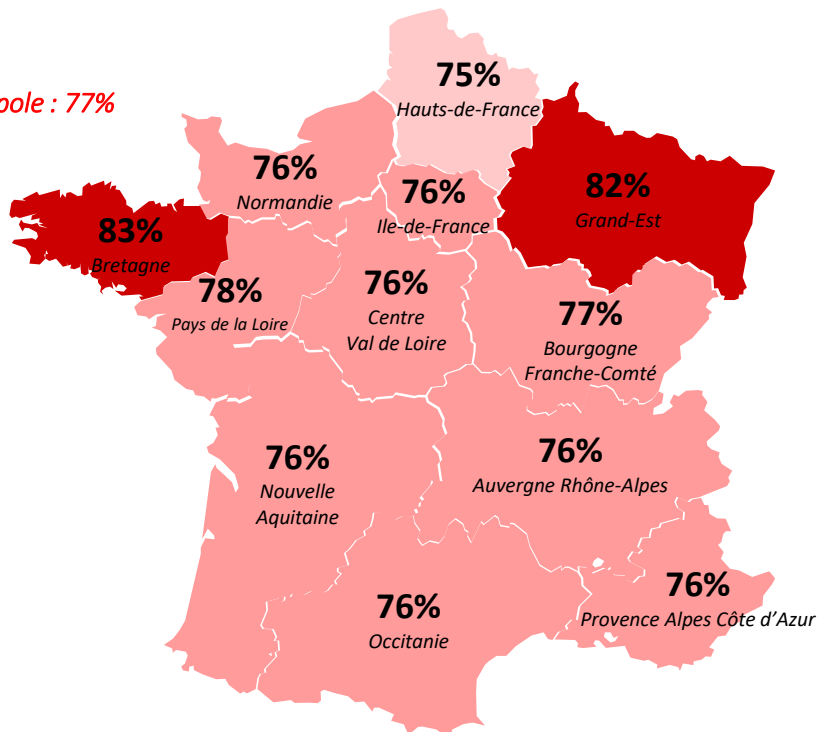 75%
Hauts-de-France
pole : 77%
76%
Normandie
76%
Ile-de-France
82%
Grand-Est
83%
Bretagne
78%
Pays de la Loire
76%
Centre
Val de Loire
77%
Bourgogne
Franche-Comté
76%
Nouvelle
Aquitaine
76%
Auvergne Rhône-Alpes
76%
Occitanie
76%
Provence Alpes Côte d'Azur